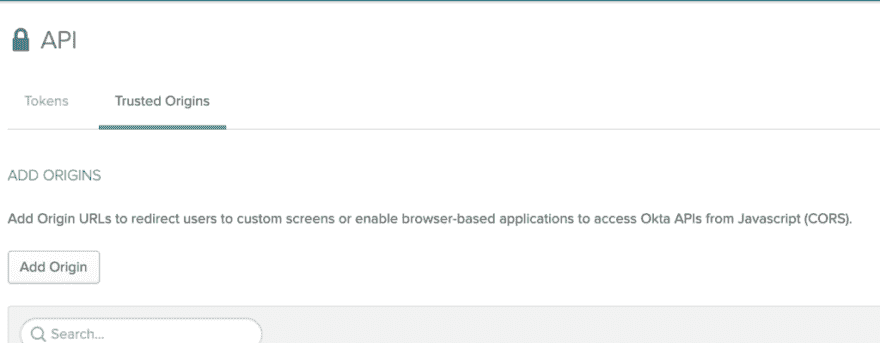 API
Tokens Trusted Origins
ADD ORIGINS
Add Origin URLs to redirect users to custom screens or enable browser-based applications to access Okta APIs from Javascript (CORS).
Add Origin
Search...